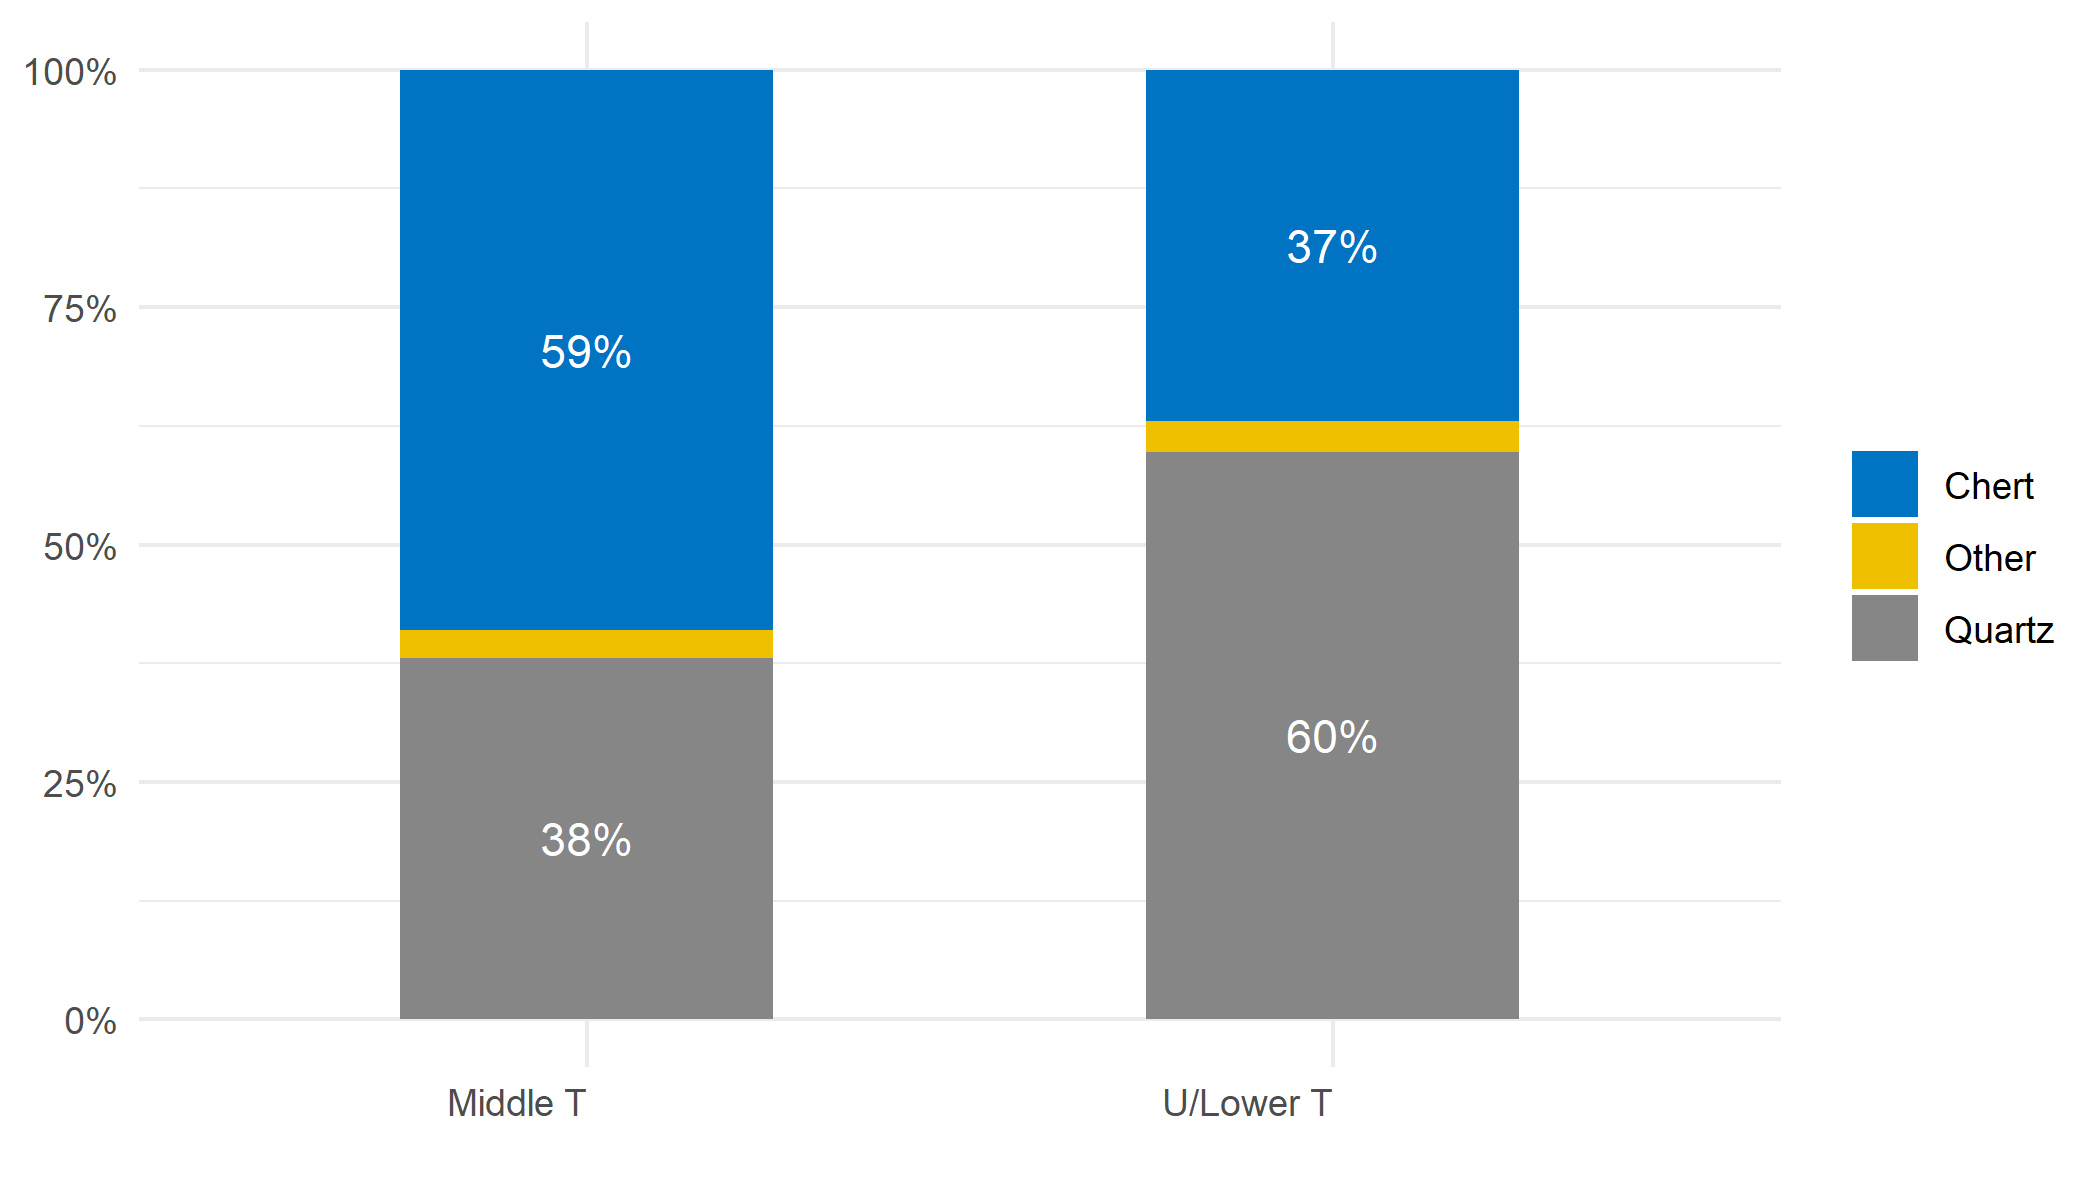 100%
75%
50%
25%
0%
59%
38%
37%
60%
Middle T
U/Lower T
Chert
Other
Quartz